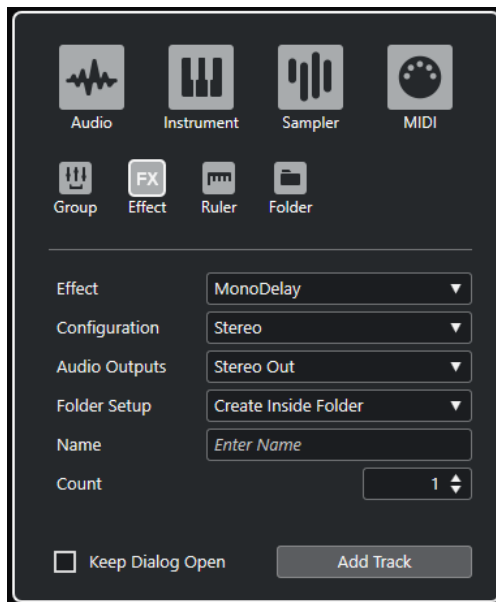 Audio Instrument Sampler MIDI
FX
Group Effect Ruler Folder
Effect MonoDelay
Configuration Stereo
Audio Outputs Stereo Out
Folder Setup Create Inside Folder
Name Enter Name
Count 1
Keep Dialog Open Add Track